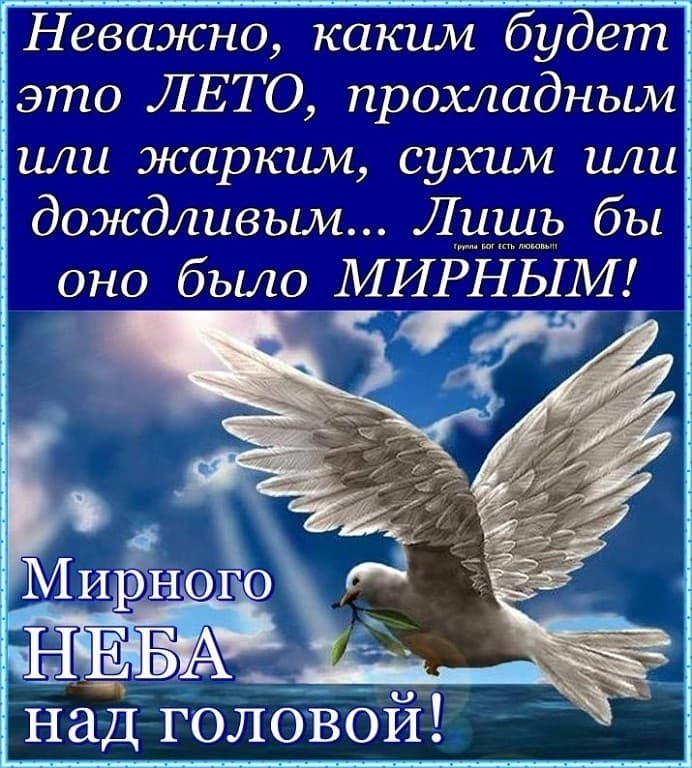 Неважно, каким будет
это ЛЕТО, прохладным
или жарким, сухим или
дождливым... Лишь бы
Группа БОГ ЕСТЬ ЛЮБОВЬ!!!
оно было МИРНЫМ!
Мирного
НЕБА
над головой!